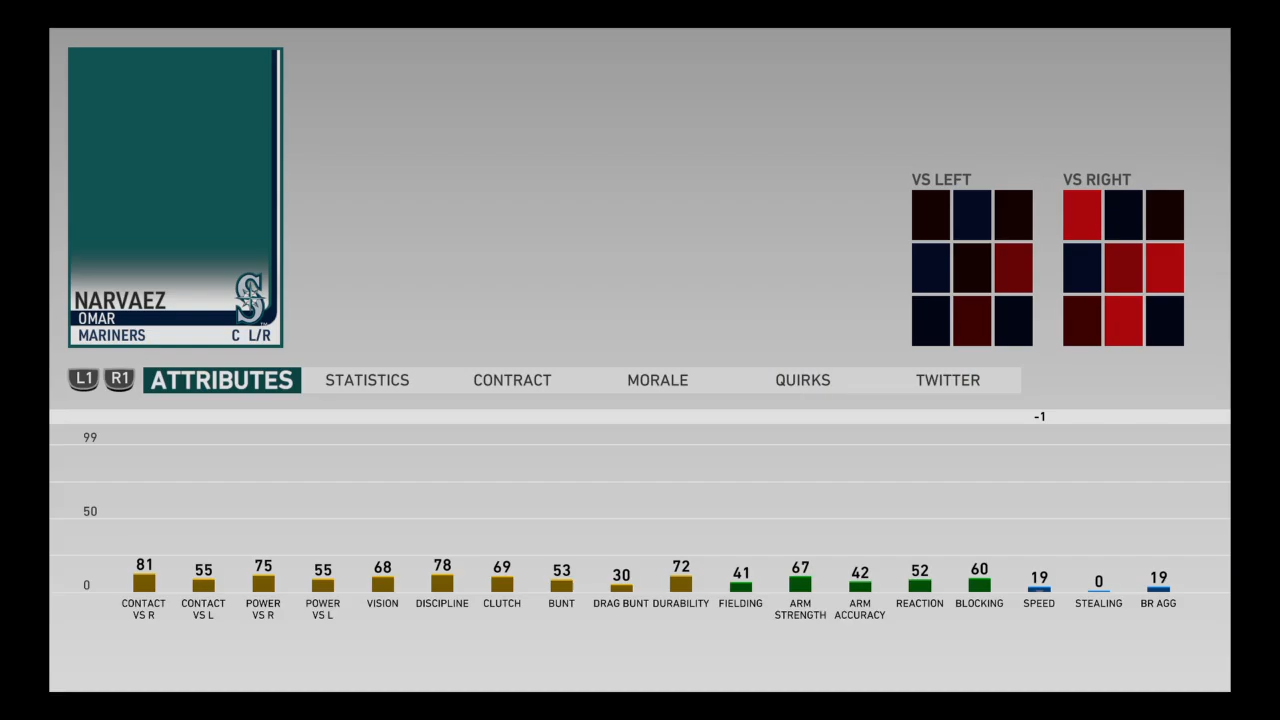 NARVAEZ
OMAR
MARINERS C L/R
VS LEFT VS RIGHT
L1 R1 ATTRIBUTES STATISTICS CONTRACT MORALE QUIRKS TWITTER
-1
99
50
0
81 55 75 55 68 78 69 53 30 72 41 67 42 52 60 19 0 19
CONTACT VS R
CONTACT VS L
POWER VS R
POWER VS L
VISION
DISCIPLINE
CLUTCH
BUNT
DRAG BUNT
DURABILITY
FIELDING
ARM STRENGTH
ARM ACCURACY
REACTION
BLOCKING
SPEED
STEALING
BR AGG